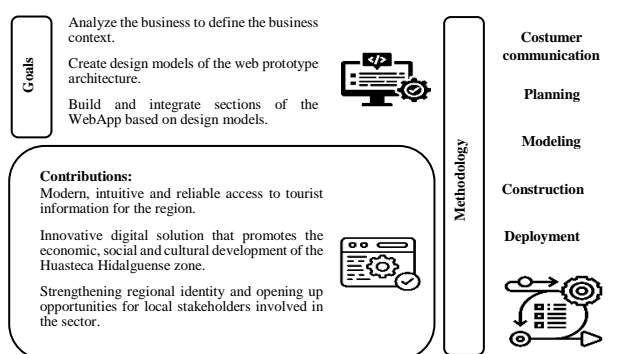 Goals
Analyze the business to define the business
context.
Create design models of the web prototype
architecture.
Build and integrate sections of the
WebApp based on design models.
</>
Contributions:
Modern, intuitive and reliable access to tourist
information for the region.
Innovative digital solution that promotes the
economic, social and cultural development of the
Huasteca Hidalguense zone.
Strengthening regional identity and opening up
opportunities for local stakeholders involved in
the sector.
Methodology
Costumer
communication
Planning
Modeling
Construction
Deployment